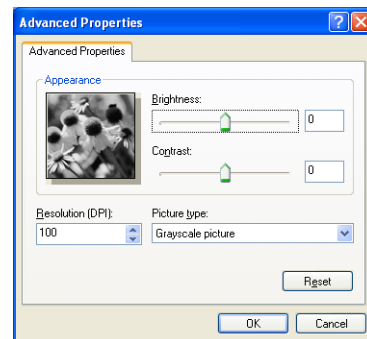 Advanced Properties
Advanced Properties
Appearance
Brightness:
0
Contrast:
0
Resolution (DPI):
Picture type:
100
Grayscale picture
Reset
OK
Cancel